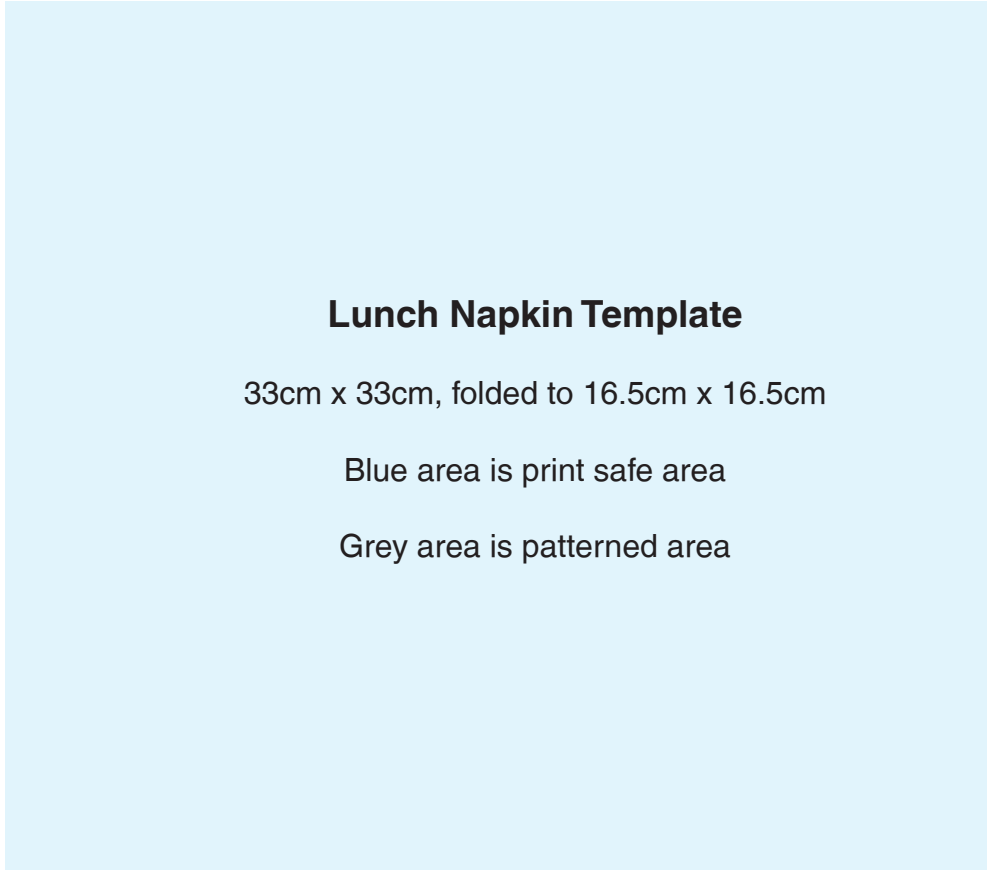 Lunch Napkin Template
33cm x 33cm, folded to 16.5cm x 16.5cm
Blue area is print safe area
Grey area is patterned area